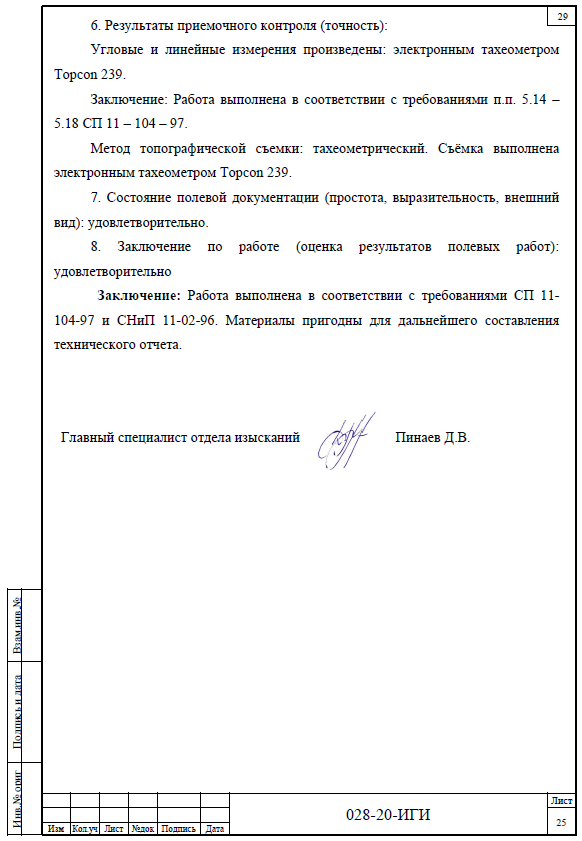 29
6. Результаты приемочного контроля (точность):
Угловые и линейные измерения произведены: электронным тахеометром
Topcon 239.
Заключение: Работа выполнена в соответствии с требованиями п.п. 5.14 –
5.18 СП 11 – 104 – 97.
Метод топографической съемки: тахеометрический. Съёмка выполнена
электронным тахеометром Topcon 239.
7. Состояние полевой документации (простота, выразительность, внешний
вид): удовлетворительно.
8. Заключение по работе (оценка результатов полевых работ):
удовлетворительно
Заключение: Работа выполнена в соответствии с требованиями СП 11-
104-97 и СНиП 11-02-96. Материалы пригодны для дальнейшего составления
технического отчета.
Главный специалист отдела изысканий Пинаев Д.В.
Взам.инв №
Подпись и дата
Инв.№ ориг
Изм Кол.уч Лист №док Подпись Дата
028-20-ИГИ
Лист
25